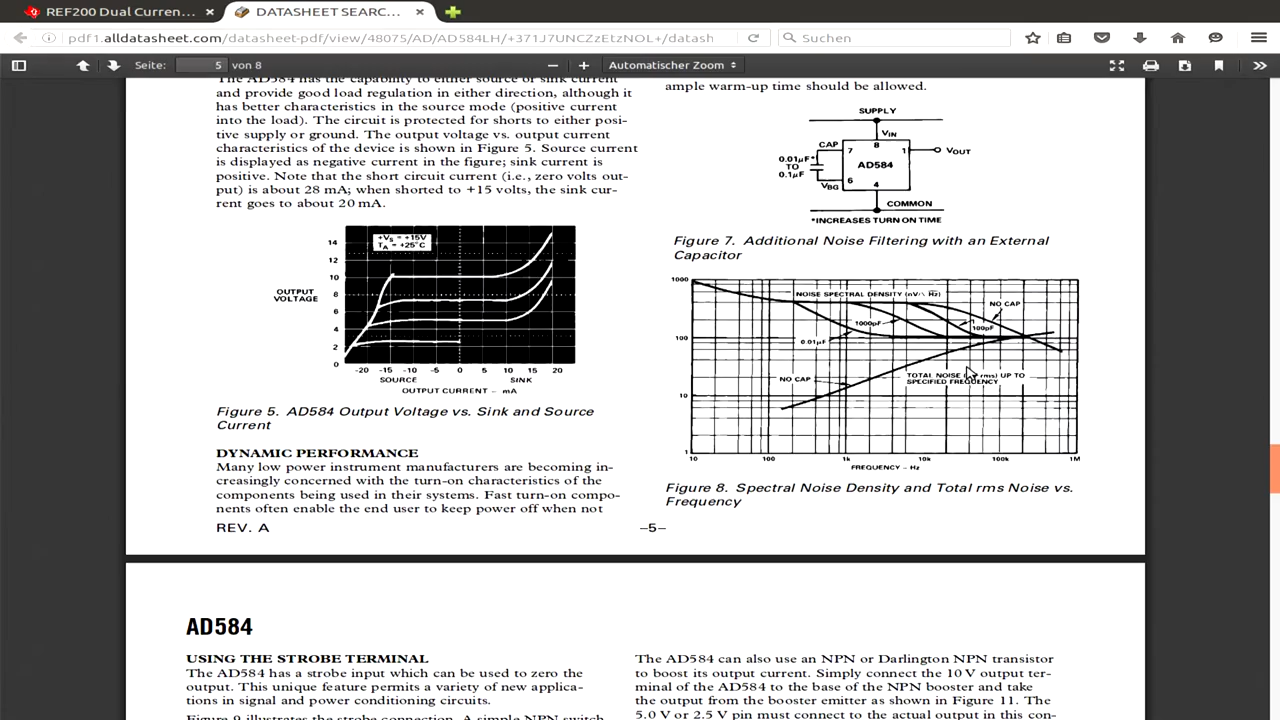 REF200 Dual Curren...
DATASHEET SEARC...
pdf1.alldatasheet.com/datasheet-pdf/view/48075/AD/AD584LH/+371J7UNCZzEtzNOL+/datash
Suchen
Seite: 5 von 8
Automatischer Zoom
The AD584 has the capability to either source or sink current
and provide good load regulation in either direction, although it
has better characteristics in the source mode (positive current
into the load). The circuit is protected for shorts to either posi-
tive supply or ground. The output voltage vs. output current
characteristics of the device is shown in Figure 5. Source current
is displayed as negative current in the figure; sink current is
positive. Note that the short circuit current (i.e., zero volts out-
put) is about 28 mA; when shorted to +15 volts, the sink cur-
rent goes to about 20 mA.
+VS = +15V
TA = +25°C
14
12
10
8
6
4
2
0
OUTPUT
VOLTAGE
-20 -15 -10 -5 0 5 10 15 20
SOURCE SINK
OUTPUT CURRENT – mA
Figure 5. AD584 Output Voltage vs. Sink and Source
Current
DYNAMIC PERFORMANCE
Many low power instrument manufacturers are becoming in-
creasingly concerned with the turn-on characteristics of the
components being used in their systems. Fast turn-on compo-
nents often enable the end user to keep power off when not
REV. A
ample warm-up time should be allowed.
SUPPLY
VIN
CAP
7 8 1
VOUT
0.01µF*
TO
0.1µF
AD584
6 4
VBG
COMMON
*INCREASES TURN ON TIME
Figure 7. Additional Noise Filtering with an External
Capacitor
1000
100
10
1
NOISE SPECTRAL DENSITY (nV/√Hz)
NO CAP
1000pF
100pF
0.01µF
NO CAP
TOTAL NOISE ( rms) UP TO
SPECIFIED FREQUENCY
10 100 1k 10k 100k 1M
FREQUENCY – Hz
Figure 8. Spectral Noise Density and Total rms Noise vs.
Frequency
–5–
AD584
USING THE STROBE TERMINAL
The AD584 has a strobe input which can be used to zero the
output. This unique feature permits a variety of new applica-
tions in signal and power conditioning circuits.
Figure 9 illustrates the strobe connection. A simple NPN switch
The AD584 can also use an NPN or Darlington NPN transistor
to boost its output current. Simply connect the 10 V output ter-
minal of the AD584 to the base of the NPN booster and take
the output from the booster emitter as shown in Figure 11. The
5.0 V or 2.5 V pin must connect to the actual output in this con-